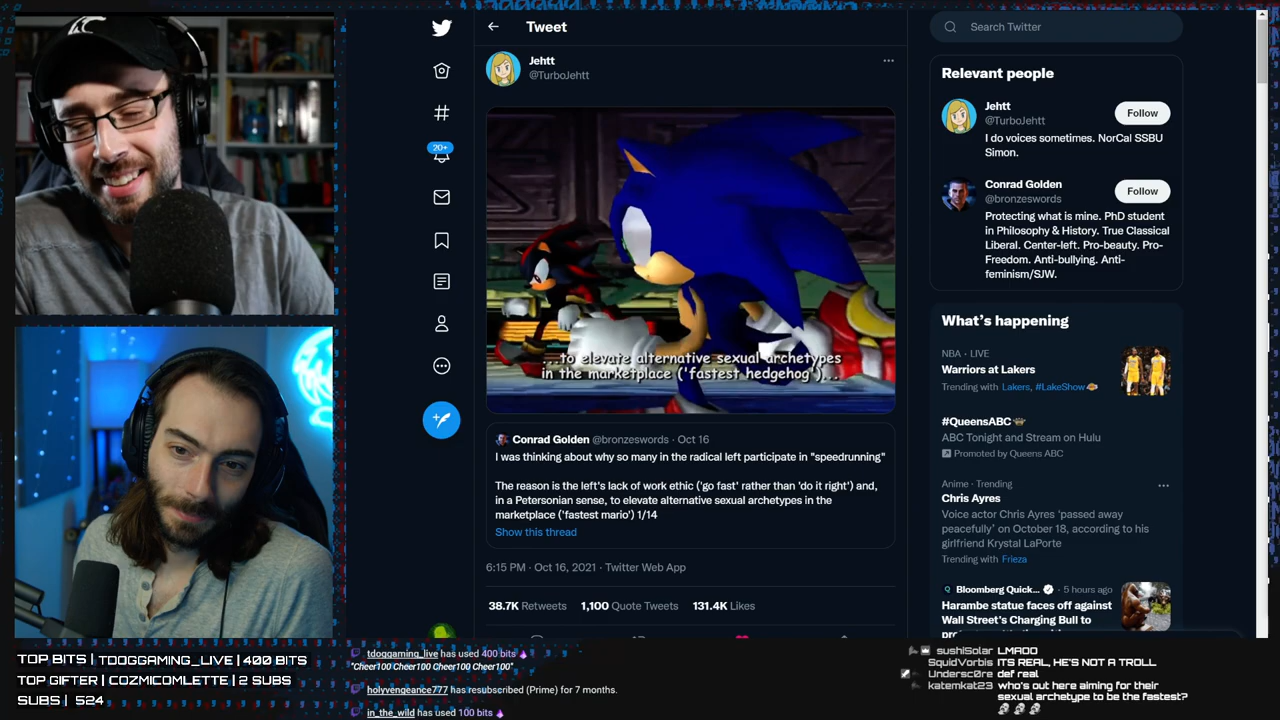 Tweet
Jehtt
@TurboJehtt
...to elevate alternative sexual archetypes
in the marketplace ('fastest hedgehog')...
Conrad Golden @bronzeswords · Oct 16
I was thinking about why so many in the radical left participate in "speedrunning"
The reason is the left's lack of work ethic ('go fast' rather than 'do it right') and,
in a Petersonian sense, to elevate alternative sexual archetypes in the
marketplace ('fastest mario') 1/14
Show this thread
6:15 PM · Oct 16, 2021 · Twitter Web App
38.7K Retweets 1,100 Quote Tweets 131.4K Likes
20+
Search Twitter
Relevant people
Jehtt
@TurboJehtt
Follow
I do voices sometimes. NorCal SSBU
Simon.
Conrad Golden
@bronzeswords
Follow
Protecting what is mine. PhD student
in Philosophy & History. True Classical
Liberal. Center-left. Pro-beauty. Pro-
Freedom. Anti-bullying. Anti-
feminism/SJW.
What's happening
NBA · LIVE
Warriors at Lakers
Trending with Lakers, #LakeShow
#QueensABC
ABC Tonight and Stream on Hulu
Promoted by Queens ABC
Anime · Trending
Chris Ayres
Voice actor Chris Ayres 'passed away
peacefully' on October 18, according to his
girlfriend Krystal LaPorte
Trending with Frieza
Bloomberg Quick... · 5 hours ago
Harambe statue faces off against
Wall Street's Charging Bull to
TOP BITS | TDOGGAMING_LIVE | 400 BITS
TOP GIFTER | COZMICOMLETTE | 2 SUBS
SUBS | 524
tdoggaming_live has used 400 bits
"Cheer100 Cheer100 Cheer100 Cheer100"
holyvengeance777 has resubscribed (Prime) for 7 months.
in_the_wild has used 100 bits
sushiSolar LMAOO
SquidVorbis ITS REAL, HE'S NOT A TROLL
Undersc0re def real
katemkat23 who's out here aiming for their
sexual archetype to be the fastest?